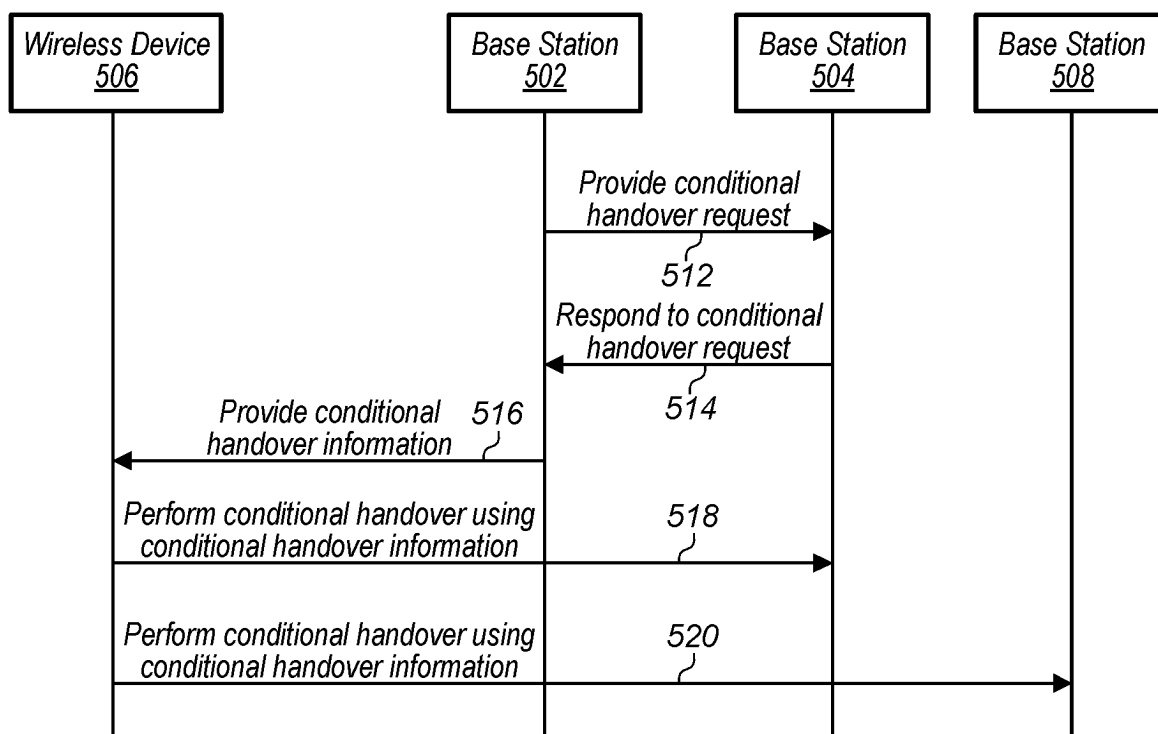 Wireless Device
506
Base Station
502
Base Station
504
Base Station
508
Provide conditional
handover request
512
Respond to conditional
handover request
514
Provide conditional
handover information
516
Perform conditional handover using
conditional handover information
518
Perform conditional handover using
conditional handover information
520